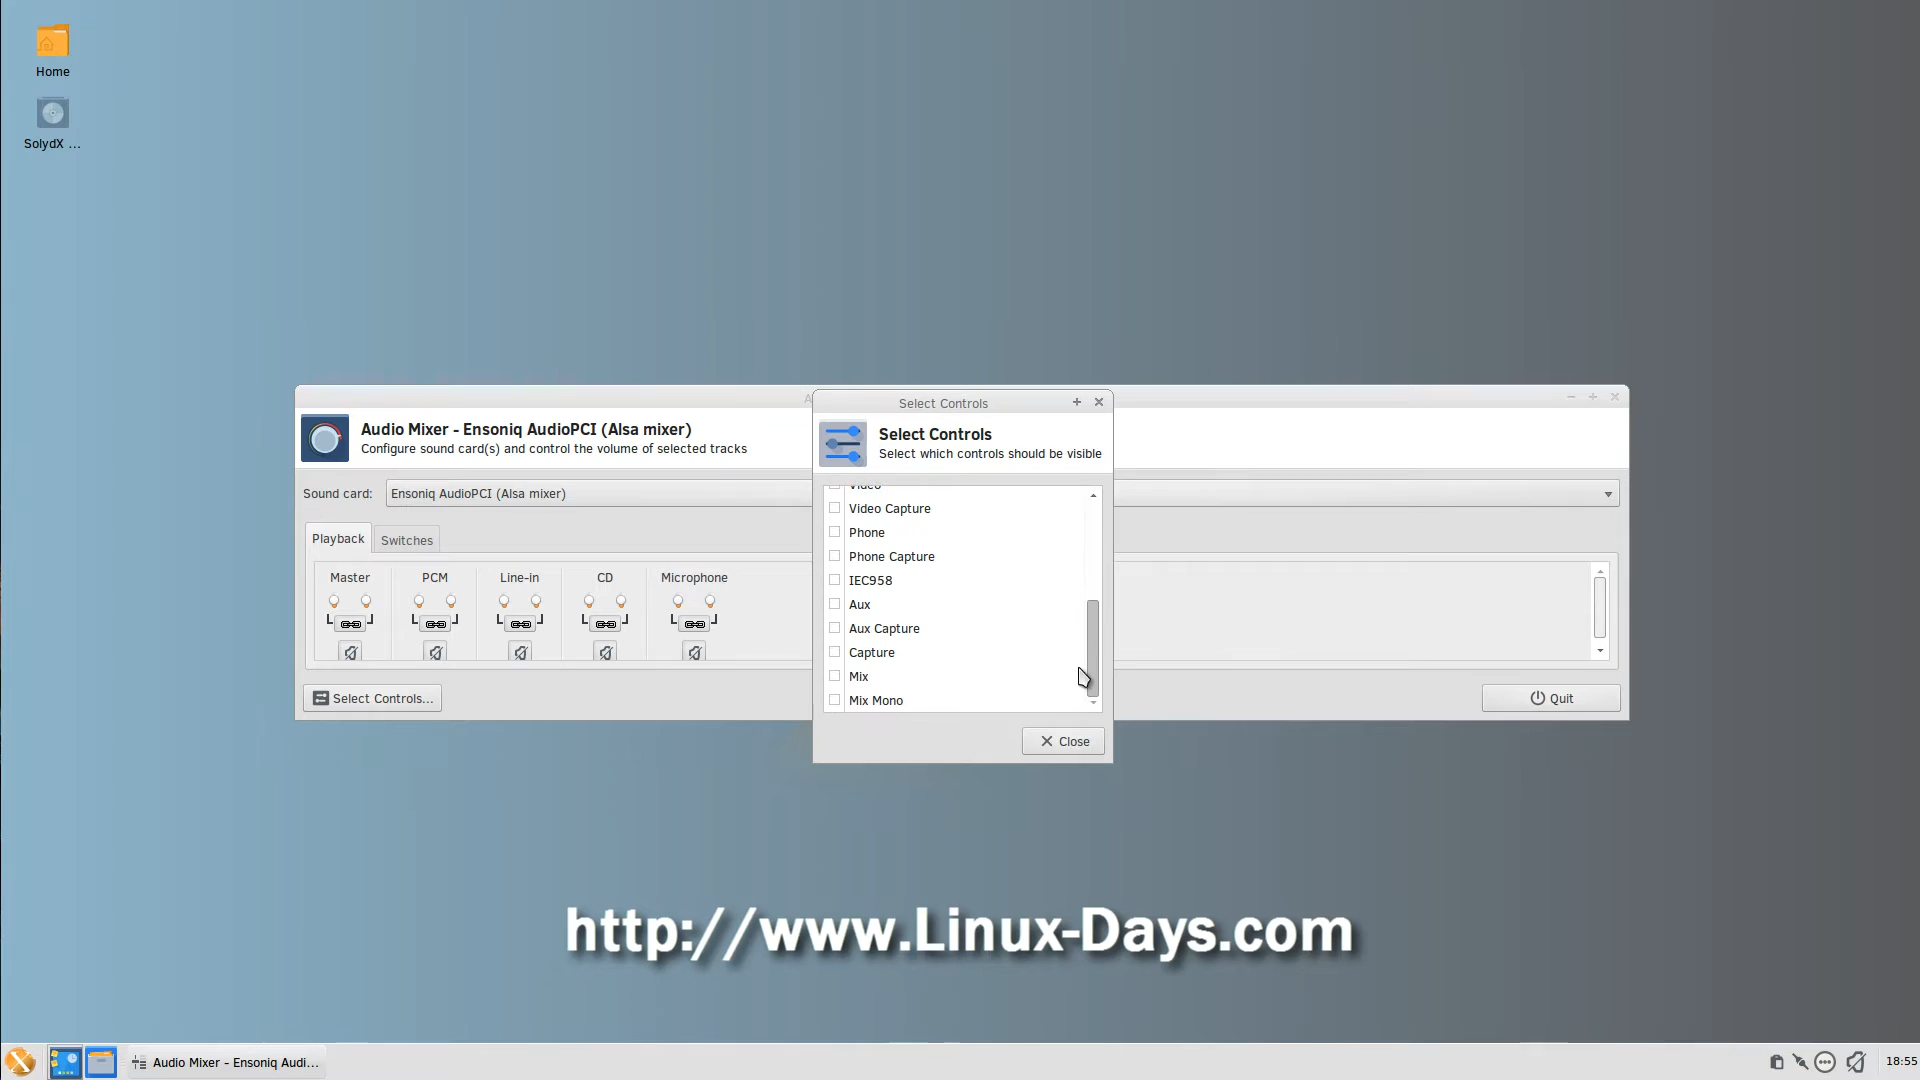 Home
SolydX ...
Select Controls
Audio Mixer - Ensoniq AudioPCI (Alsa mixer)
Configure sound card(s) and control the volume of selected tracks
Select Controls
Select which controls should be visible
Sound card:
Ensoniq AudioPCI (Alsa mixer)
Video
Video Capture
Phone
Phone Capture
IEC958
Aux
Aux Capture
Capture
Mix
Mix Mono
Playback
Switches
Master
PCM
Line-in
CD
Microphone
Select Controls...
Quit
Close
http://www.Linux-Days.com
Audio Mixer - Ensoniq Audi...
18:55